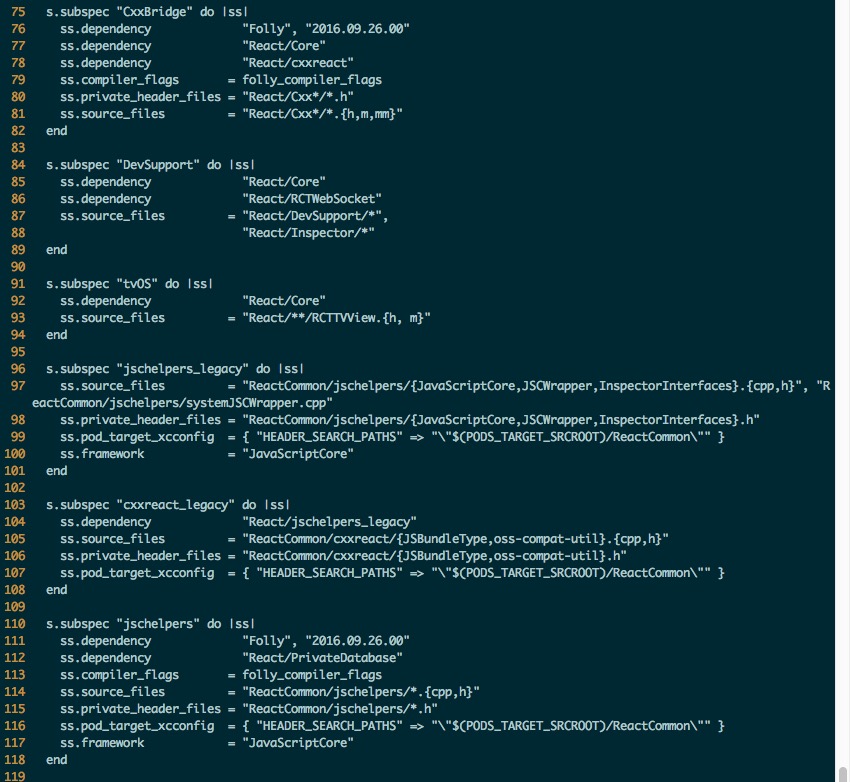 75 s.subspec "CxxBridge" do |ss|
76 ss.dependency "Folly", "2016.09.26.00"
77 ss.dependency "React/Core"
78 ss.dependency "React/cxxreact"
79 ss.compiler_flags = folly_compiler_flags
80 ss.private_header_files = "React/Cxx*/*.h"
81 ss.source_files = "React/Cxx*/*.{h,m,mm}"
82 end
83
84 s.subspec "DevSupport" do |ss|
85 ss.dependency "React/Core"
86 ss.dependency "React/RCTWebSocket"
87 ss.source_files = "React/DevSupport/*",
88 "React/Inspector/*"
89 end
90
91 s.subspec "tvOS" do |ss|
92 ss.dependency "React/Core"
93 ss.source_files = "React/**/RCTTVView.{h, m}"
94 end
95
96 s.subspec "jschelpers_legacy" do |ss|
97 ss.source_files = "ReactCommon/jschelpers/{JavaScriptCore,JSCWrapper,InspectorInterfaces}.{cpp,h}", "R
eactCommon/jschelpers/systemJSCWrapper.cpp"
98 ss.private_header_files = "ReactCommon/jschelpers/{JavaScriptCore,JSCWrapper,InspectorInterfaces}.h"
99 ss.pod_target_xcconfig = { "HEADER_SEARCH_PATHS" => "\"$(PODS_TARGET_SRCROOT)/ReactCommon\"" }
100 ss.framework = "JavaScriptCore"
101 end
102
103 s.subspec "cxxreact_legacy" do |ss|
104 ss.dependency "React/jschelpers_legacy"
105 ss.source_files = "ReactCommon/cxxreact/{JSBundleType,oss-compat-util}.{cpp,h}"
106 ss.private_header_files = "ReactCommon/cxxreact/{JSBundleType,oss-compat-util}.h"
107 ss.pod_target_xcconfig = { "HEADER_SEARCH_PATHS" => "\"$(PODS_TARGET_SRCROOT)/ReactCommon\"" }
108 end
109
110 s.subspec "jschelpers" do |ss|
111 ss.dependency "Folly", "2016.09.26.00"
112 ss.dependency "React/PrivateDatabase"
113 ss.compiler_flags = folly_compiler_flags
114 ss.source_files = "ReactCommon/jschelpers/*.{cpp,h}"
115 ss.private_header_files = "ReactCommon/jschelpers/*.h"
116 ss.pod_target_xcconfig = { "HEADER_SEARCH_PATHS" => "\"$(PODS_TARGET_SRCROOT)/ReactCommon\"" }
117 ss.framework = "JavaScriptCore"
118 end
119